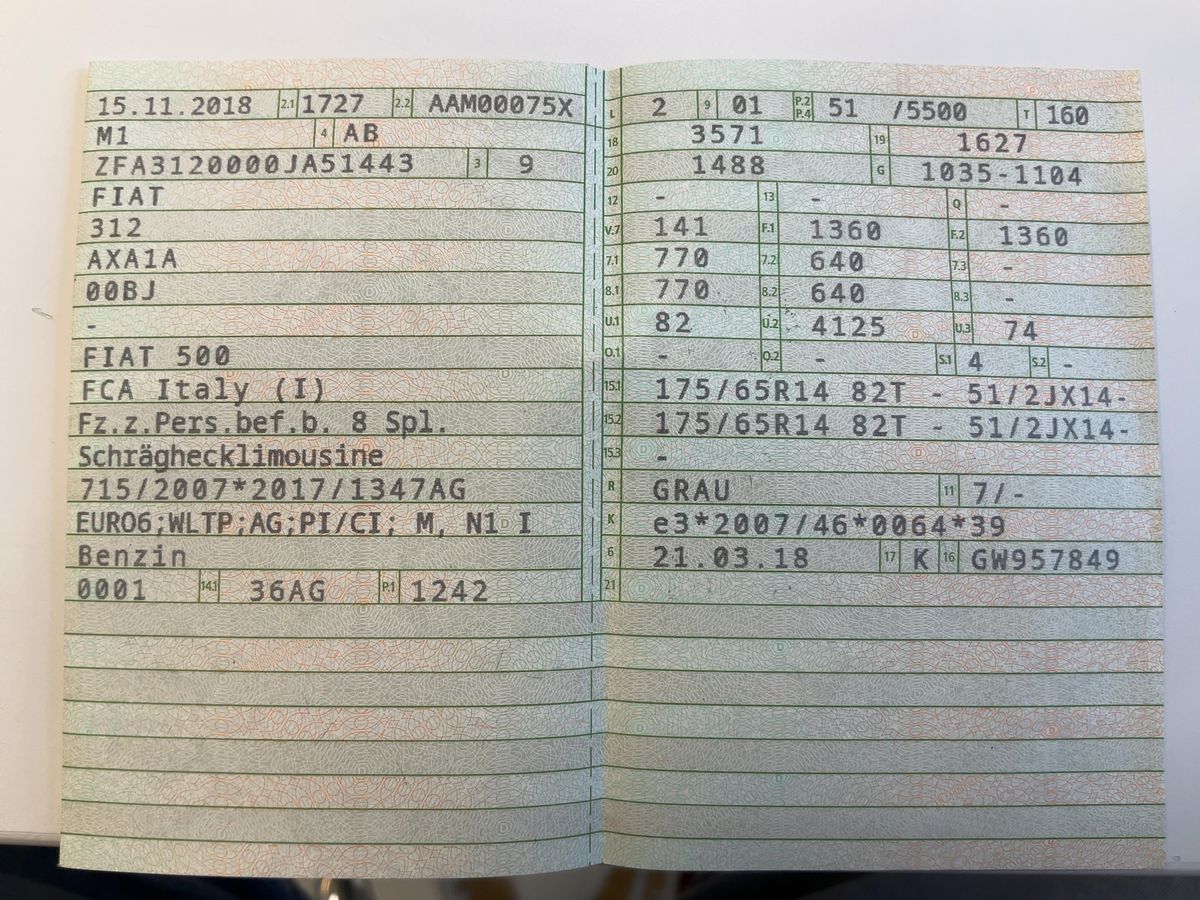 15.11.2018 2.1 1727 2.2 AAM00075X
M1 4 AB
ZFA3120000JA51443 3 9
FIAT
312
AXA1A
00BJ
-
FIAT 500
FCA Italy (I)
Fz.z.Pers.bef.b. 8 Spl.
Schräghecklimousine
715/2007*2017/1347AG
EURO6;WLTP;AG;PI/CI; M, N1 I
Benzin
0001 14.1 36AG P.1 1242
L 2 9 01 P.2 P.4 51 /5500 T 160
18 3571 19 1627
20 1488 G 1035-1104
12 - 13 - Q -
V.7 141 F.1 1360 F.2 1360
7.1 770 7.2 640 7.3 -
8.1 770 8.2 640 8.3 -
U.1 82 U.2 4125 U.3 74
O.1 - O.2 - S.1 4 S.2 -
15.1 175/65R14 82T - 51/2JX14-
15.2 175/65R14 82T - 51/2JX14-
15.3 -
R GRAU 11 7/-
K e3*2007/46*0064*39
6 21.03.18 17 K 16 GW957849
21